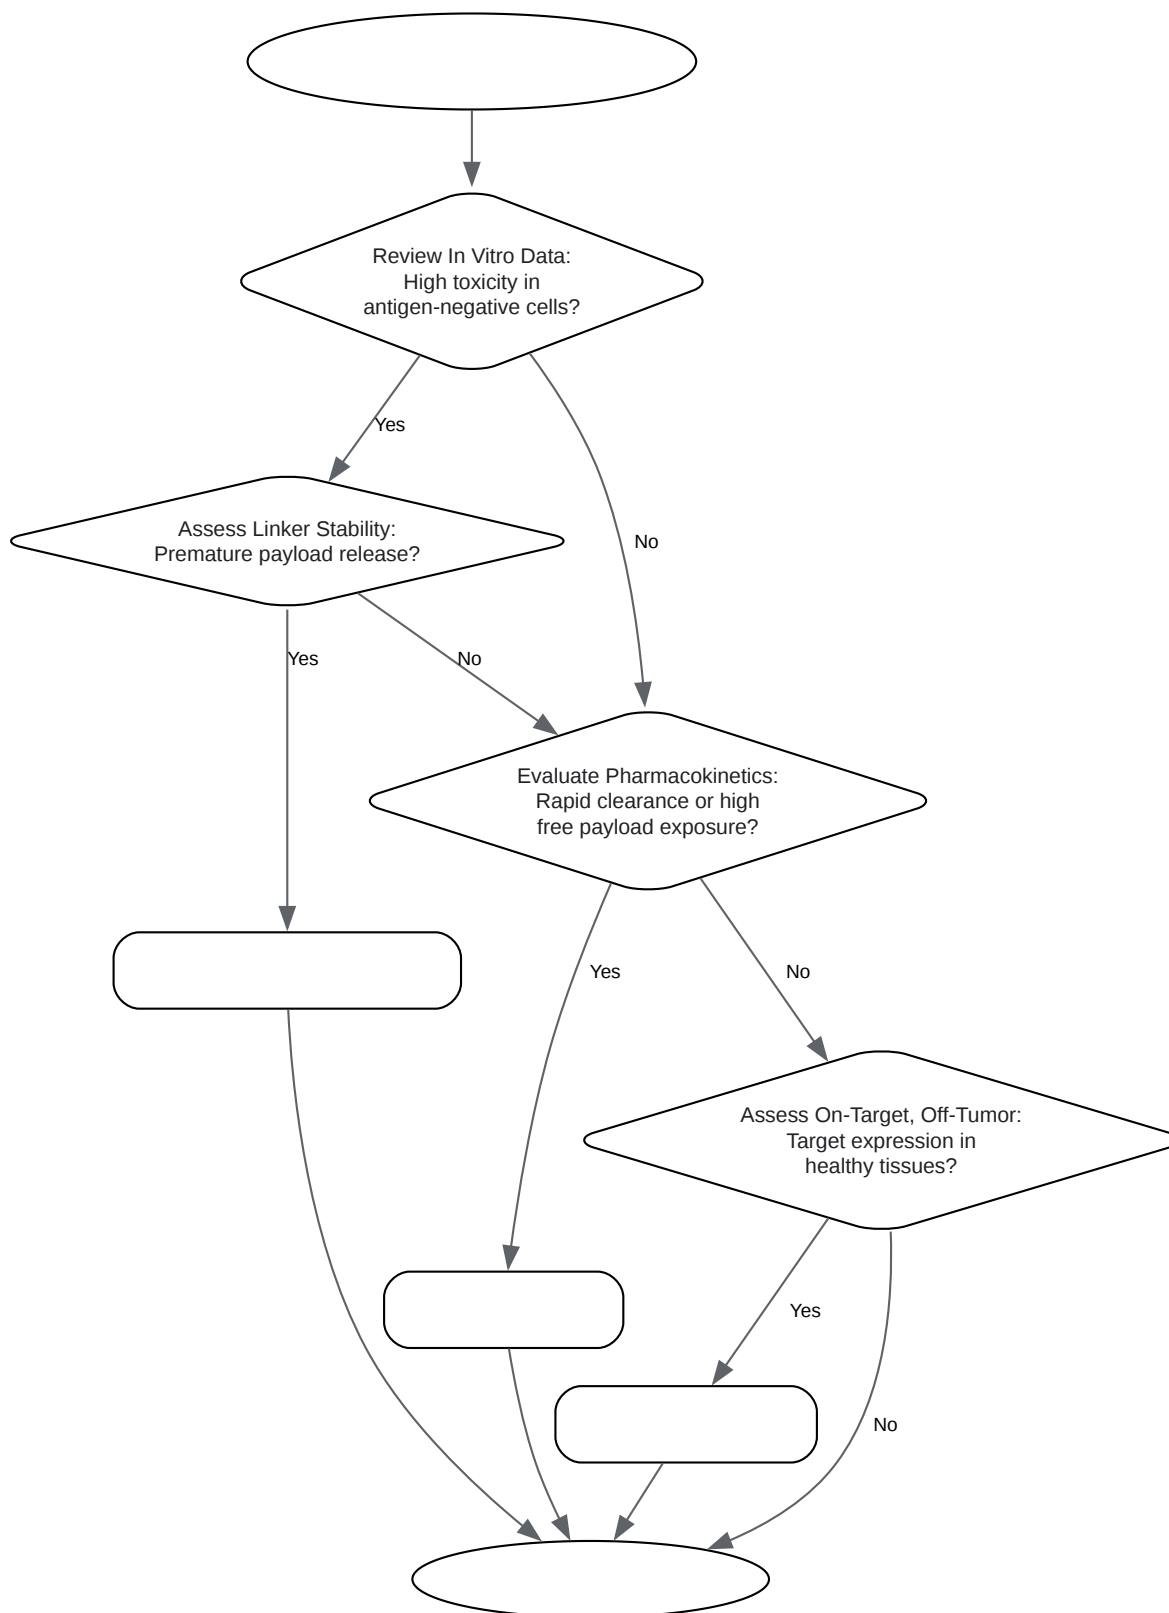 Review In Vitro Data:
High toxicity in
antigen-negative cells?
Yes
Assess Linker Stability:
Premature payload release?
No
Yes
No
Evaluate Pharmacokinetics:
Rapid clearance or high
free payload exposure?
Yes
No
Assess On-Target, Off-Tumor:
Target expression in
healthy tissues?
Yes
No